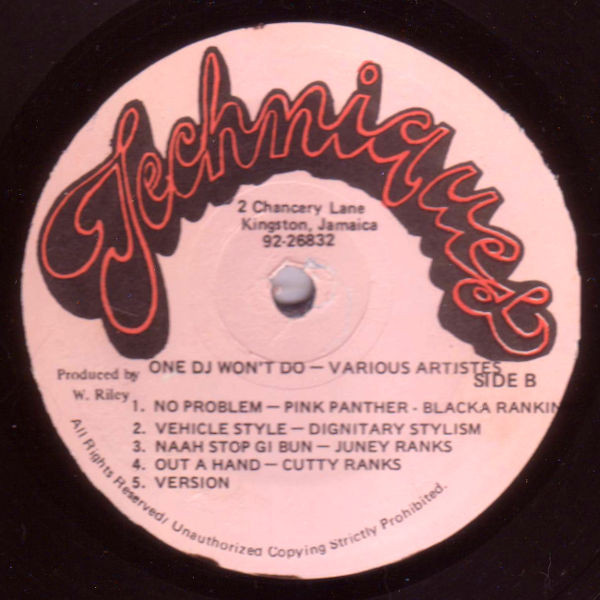 Techniques
2 Chancery Lane
Kingston, Jamaica
92-26832
ONE DJ WON'T DO — VARIOUS ARTISTES
Produced by
W. Riley
SIDE B
1. NO PROBLEM — PINK PANTHER - BLACKA RANKIN
2. VEHICLE STYLE — DIGNITARY STYLISM
3. NAAH STOP GI BUN — JUNEY RANKS
4. OUT A HAND — CUTTY RANKS
5. VERSION
All Rights Reserved/ Unauthorized Copying Strictly Prohibited.